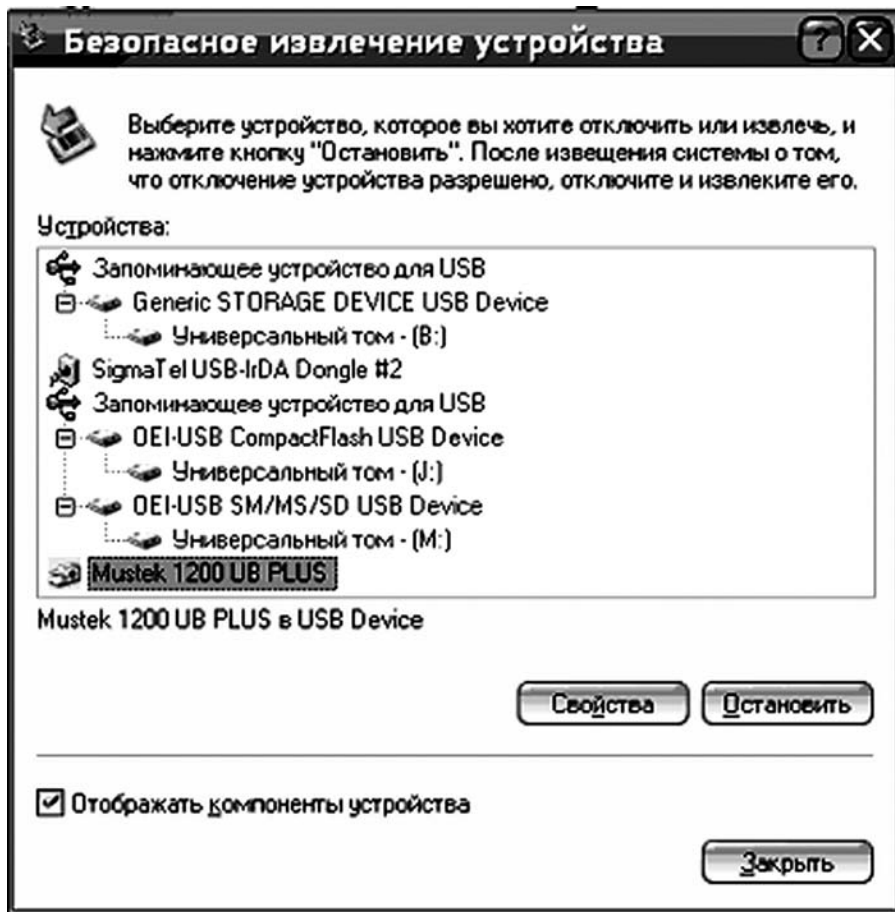 Безопасное извлечение устройства
Выберите устройство, которое вы хотите отключить или извлечь, и
нажмите кнопку "Остановить". После извещения системы о том,
что отключение устройства разрешено, отключите и извлеките его.
Устройства:
Запоминающее устройство для USB
Generic STORAGE DEVICE USB Device
Универсальный том - (B:)
SigmaTel USB-IrDA Dongle #2
Запоминающее устройство для USB
OEI-USB CompactFlash USB Device
Универсальный том - (J:)
OEI-USB SM/MS/SD USB Device
Универсальный том - (M:)
Mustek 1200 UB PLUS
Mustek 1200 UB PLUS в USB Device
Свойства Остановить
Отображать компоненты устройства
Закрыть